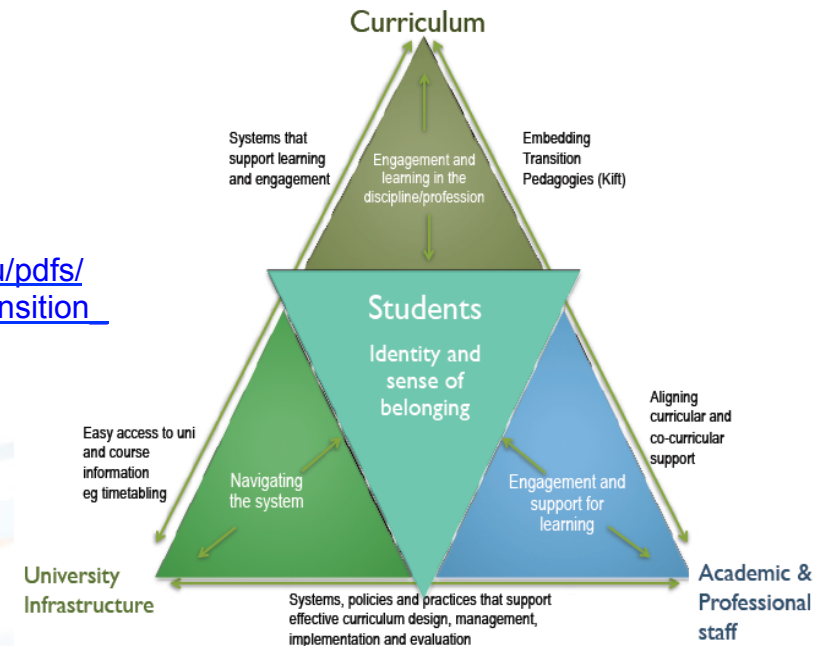 Curriculum
Systems that
support learning
and engagement
Embedding
Transition
Pedagogies (Kift)
Engagement and
learning in the
discipline/profession
u/pdfs/
nsition_
Students
Identity and
sense of
belonging
Easy access to uni
and course
information
eg timetabling
Navigating
the system
Engagement and
support for
learning
Aligning
curricular and
co-curricular
support
University
Infrastructure
Systems, policies and practices that support
effective curriculum design, management,
implementation and evaluation
Academic &
Professional
staff